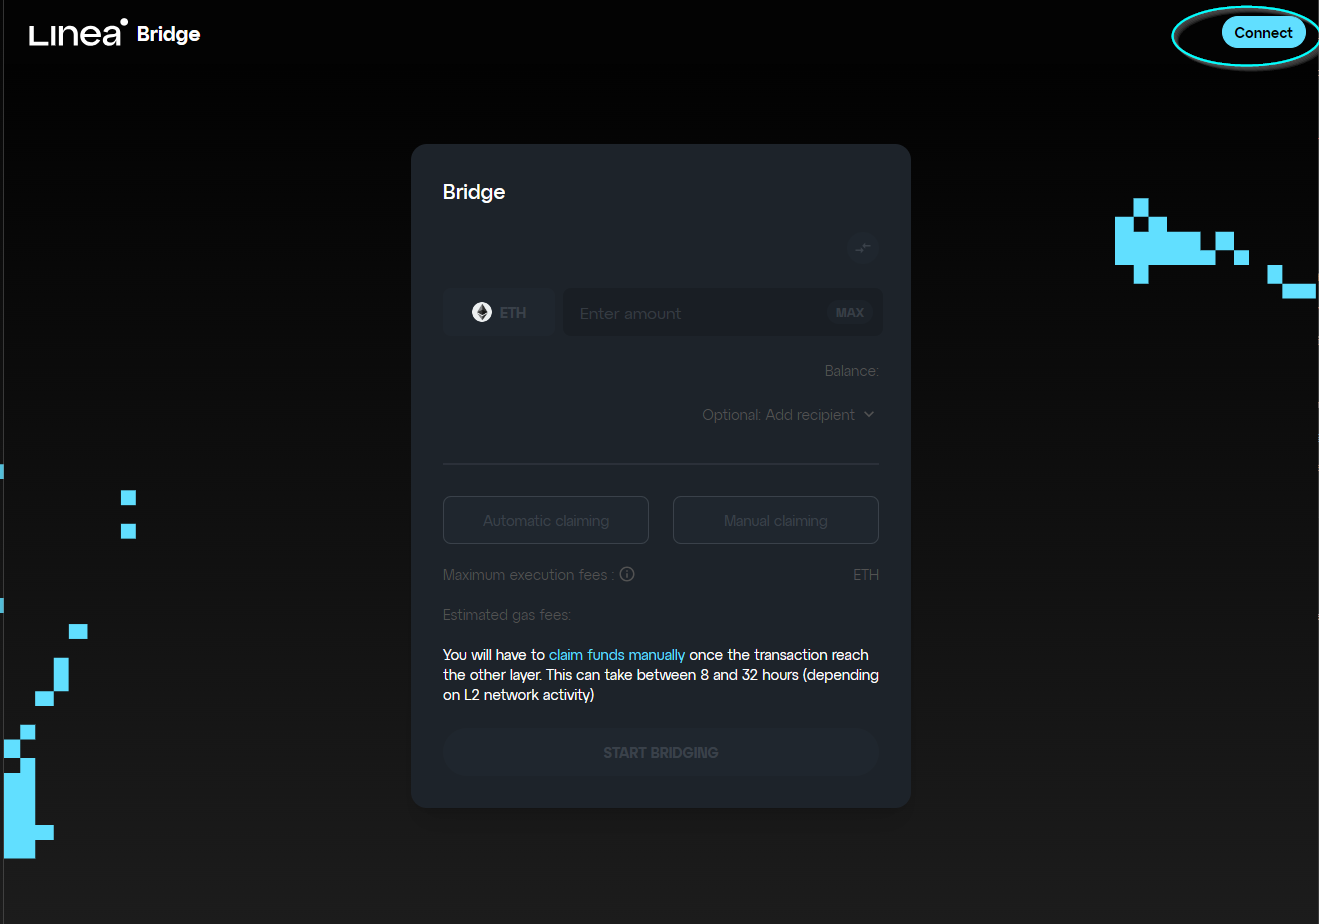 Linea Bridge
Connect
Bridge
ETH
Enter amount
MAX
Balance:
Optional: Add recipient
Automatic claiming
Manual claiming
Maximum execution fees :
ETH
Estimated gas fees:
You will have to claim funds manually once the transaction reach
the other layer. This can take between 8 and 32 hours (depending
on L2 network activity)
START BRIDGING